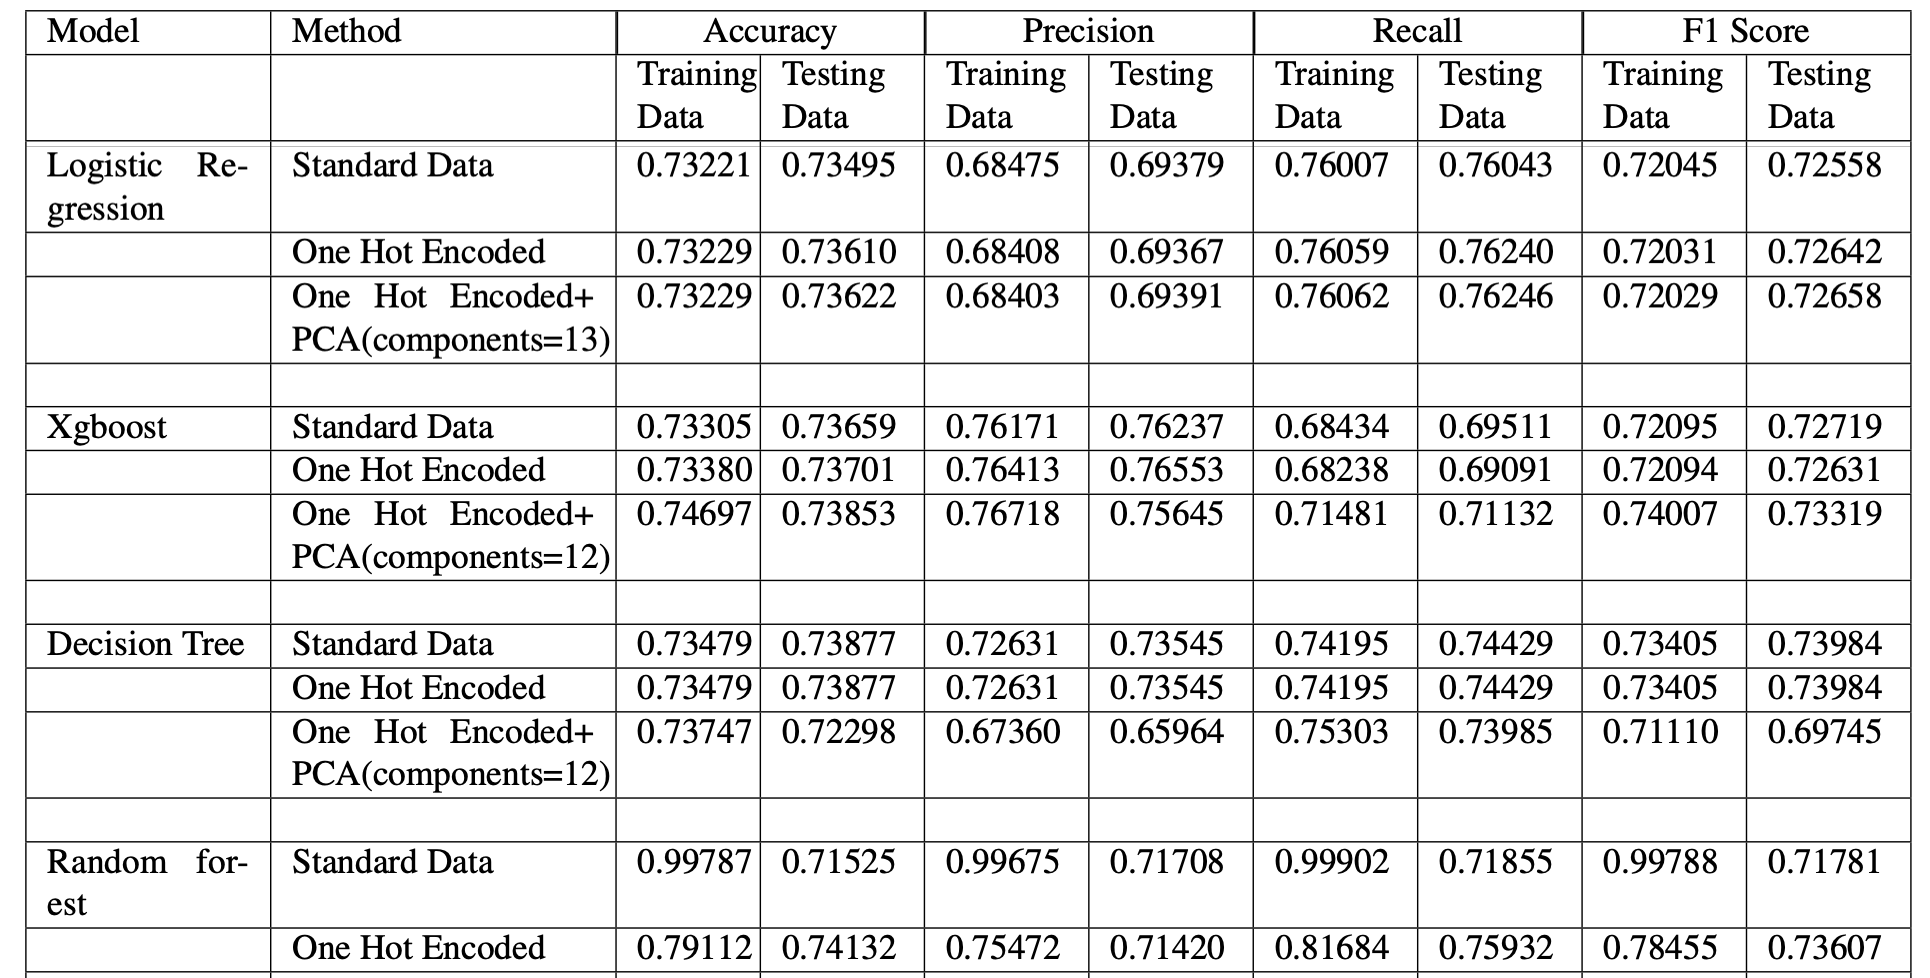 Model Method Accuracy Precision Recall F1 Score
Training Testing Training Testing Training Testing Training Testing
Data Data Data Data Data Data Data Data
Logistic Re- Standard Data 0.73221 0.73495 0.68475 0.69379 0.76007 0.76043 0.72045 0.72558
gression
One Hot Encoded 0.73229 0.73610 0.68408 0.69367 0.76059 0.76240 0.72031 0.72642
One Hot Encoded+ 0.73229 0.73622 0.68403 0.69391 0.76062 0.76246 0.72029 0.72658
PCA(components=13)
Xgboost Standard Data 0.73305 0.73659 0.76171 0.76237 0.68434 0.69511 0.72095 0.72719
One Hot Encoded 0.73380 0.73701 0.76413 0.76553 0.68238 0.69091 0.72094 0.72631
One Hot Encoded+ 0.74697 0.73853 0.76718 0.75645 0.71481 0.71132 0.74007 0.73319
PCA(components=12)
Decision Tree Standard Data 0.73479 0.73877 0.72631 0.73545 0.74195 0.74429 0.73405 0.73984
One Hot Encoded 0.73479 0.73877 0.72631 0.73545 0.74195 0.74429 0.73405 0.73984
One Hot Encoded+ 0.73747 0.72298 0.67360 0.65964 0.75303 0.73985 0.71110 0.69745
PCA(components=12)
Random for- Standard Data 0.99787 0.71525 0.99675 0.71708 0.99902 0.71855 0.99788 0.71781
est
One Hot Encoded 0.79112 0.74132 0.75472 0.71420 0.81684 0.75932 0.78455 0.73607